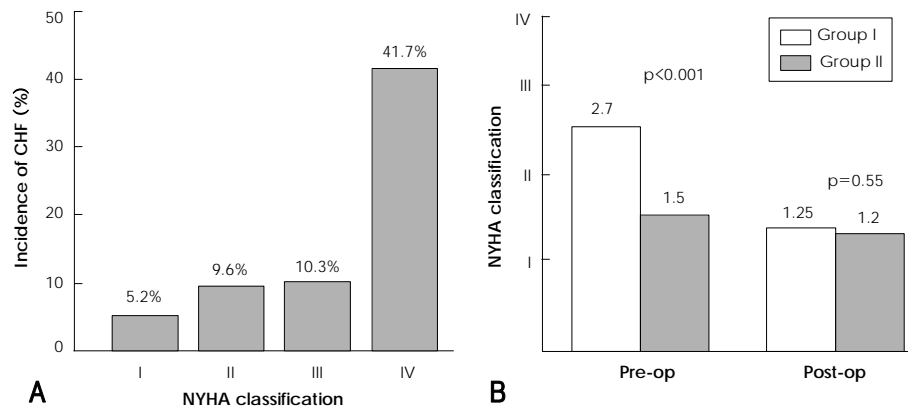 50
40
30
20
10
0
Incidence of CHF (%)
5.2%
9.6%
10.3%
41.7%
I
II
III
IV
NYHA classification
A
IV
III
II
I
NYHA classification
Group I
Group II
p<0.001
2.7
1.5
p=0.55
1.25
1.2
Pre-op
Post-op
B